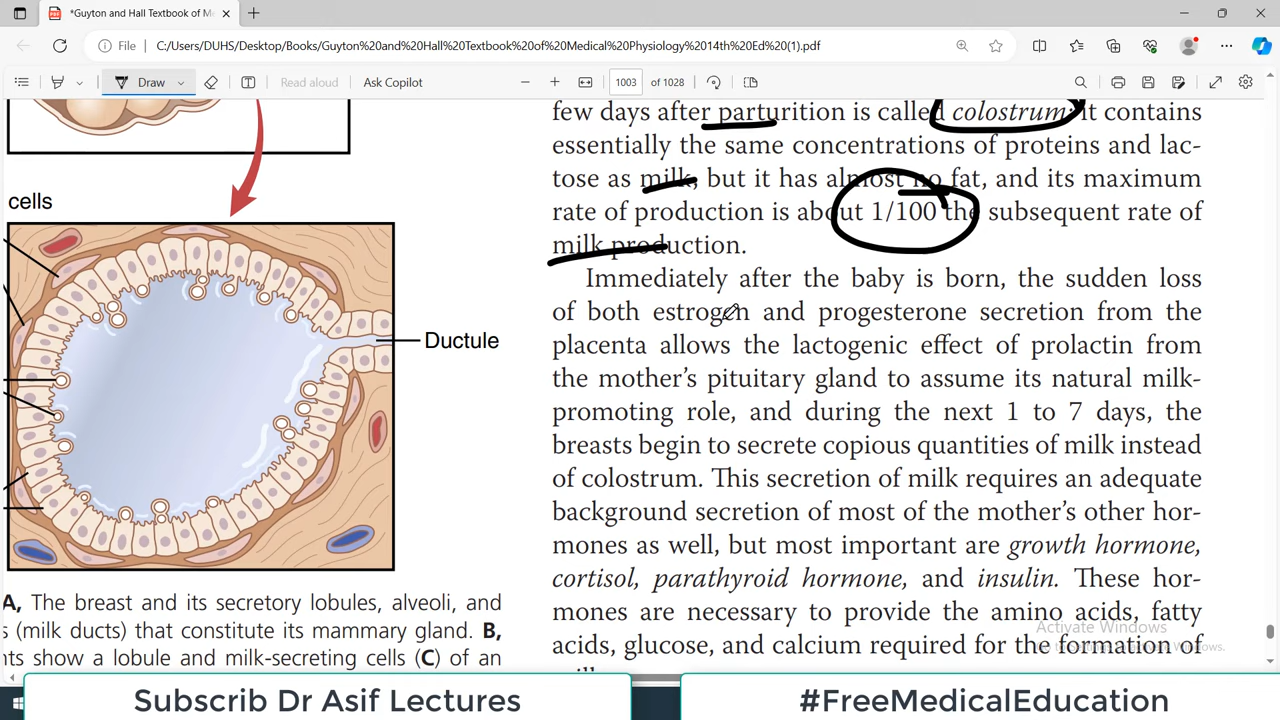 *Guyton and Hall Textbook of Me
File
C:/Users/DUHS/Desktop/Books/Guyton%20and%20Hall%20Textbook%20of%20Medical%20Physiology%2014th%20Ed%20(1).pdf
Draw
Read aloud
Ask Copilot
1003 of 1028
few days after parturition is called colostrum; it contains
essentially the same concentrations of proteins and lac-
tose as milk, but it has almost no fat, and its maximum
rate of production is about 1/100 the subsequent rate of
milk production.
Immediately after the baby is born, the sudden loss
of both estrogen and progesterone secretion from the
placenta allows the lactogenic effect of prolactin from
the mother's pituitary gland to assume its natural milk-
promoting role, and during the next 1 to 7 days, the
breasts begin to secrete copious quantities of milk instead
of colostrum. This secretion of milk requires an adequate
background secretion of most of the mother's other hor-
mones as well, but most important are growth hormone,
cortisol, parathyroid hormone, and insulin. These hor-
mones are necessary to provide the amino acids, fatty
acids, glucose, and calcium required for the formation of
cells
Ductule
A, The breast and its secretory lobules, alveoli, and
s (milk ducts) that constitute its mammary gland. B,
nts show a lobule and milk-secreting cells (C) of an
Activate Windows
Go to Settings to activate Windows.
Subscrib Dr Asif Lectures
#FreeMedicalEducation